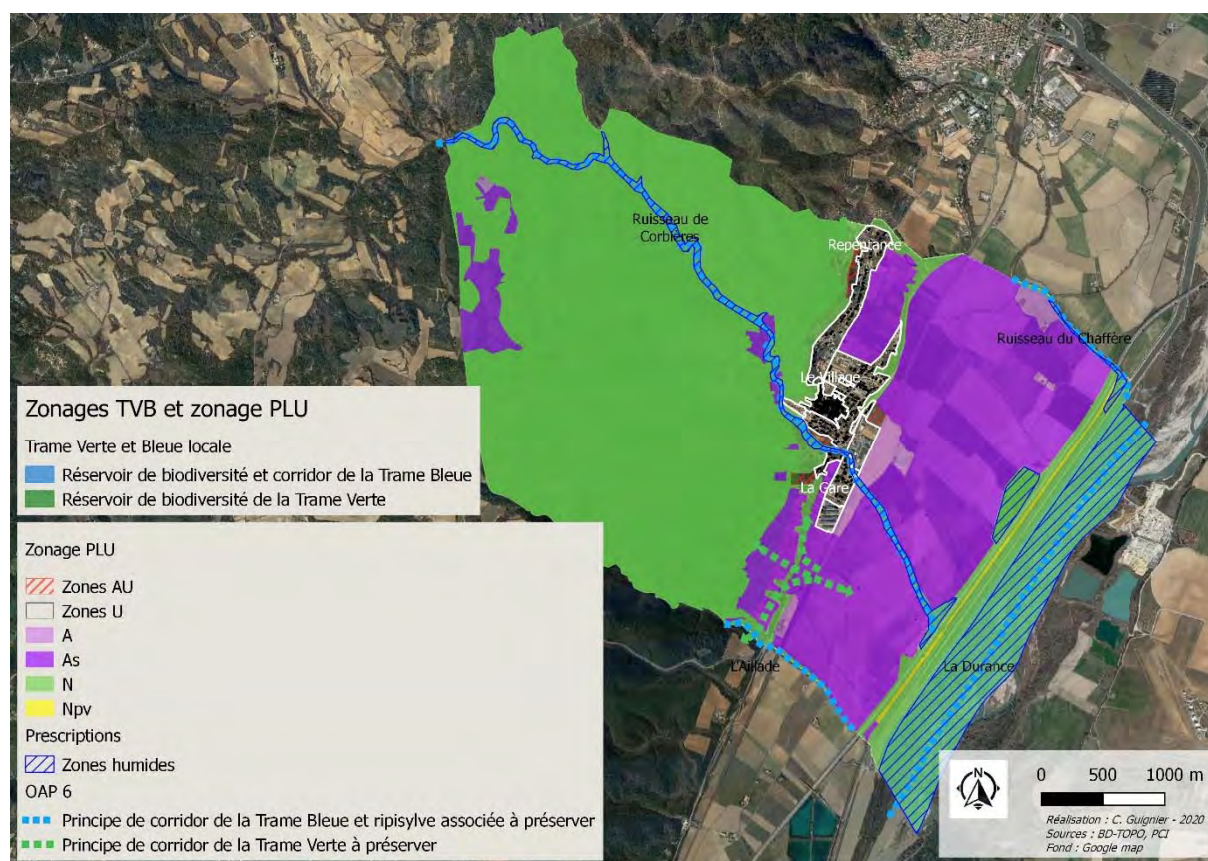 Ruisseau de
Corbières
Repentance
Ruisseau du Chaffère
Le Village
La Gare
L'Aillade
La Durance
Zonages TVB et zonage PLU
Trame Verte et Bleue locale
Réservoir de biodiversité et corridor de la Trame Bleue
Réservoir de biodiversité de la Trame Verte
Zonage PLU
Zones AU
Zones U
A
As
N
Npv
Prescriptions
Zones humides
OAP 6
Principe de corridor de la Trame Bleue et ripisylve associée à préserver
Principe de corridor de la Trame Verte à préserver
N
0 500 1000 m
Réalisation : C. Guignier - 2020
Sources : BD-TOPO, PCI
Fond : Google map